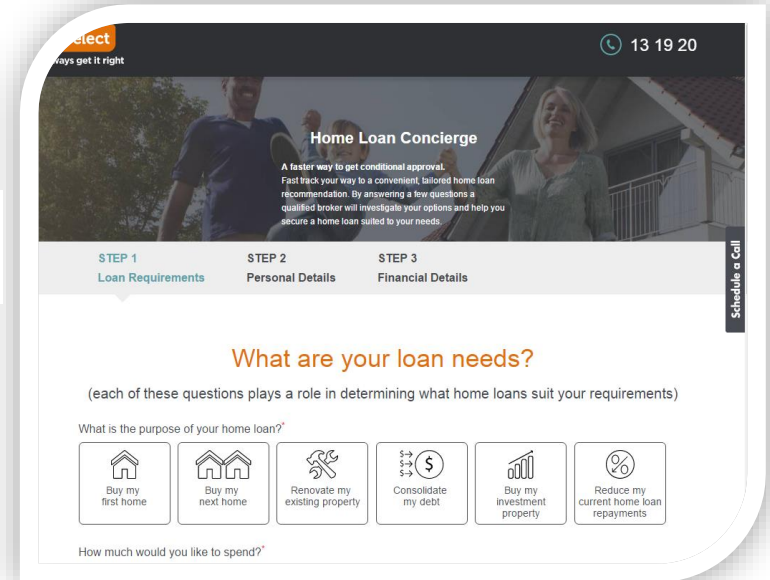 13 19 20
always get it right
Home Loan Concierge
A faster way to get conditional approval.
Fast track your way to a convenient, tailored home loan
recommendation. By answering a few questions a
qualified broker will investigate your options and help you
secure a home loan suited to your needs.
Schedule a Call
STEP 1 STEP 2 STEP 3
Loan Requirements Personal Details Financial Details
What are your loan needs?
(each of these questions plays a role in determining what home loans suit your requirements)
What is the purpose of your home loan?*
Buy my
first home
Buy my
next home
Renovate my
existing property
Consolidate
my debt
Buy my
investment
property
Reduce my
current home loan
repayments
How much would you like to spend?*